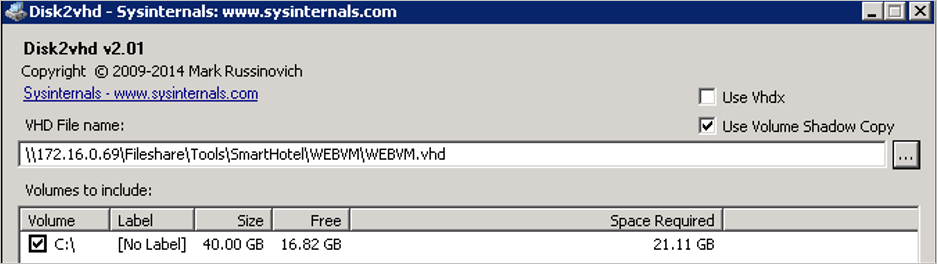 Disk2vhd - Sysinternals: www.sysinternals.com
Disk2vhd v2.01
Copyright © 2009-2014 Mark Russinovich
Sysinternals - www.sysinternals.com
Use Vhdx
VHD File name:
Use Volume Shadow Copy
\\172.16.0.69\Fileshare\Tools\SmartHotel\WEBVM\WEBVM.vhd
...
Volumes to include:
Volume Label Size Free Space Required
C:\ [No Label] 40.00 GB 16.82 GB 21.11 GB